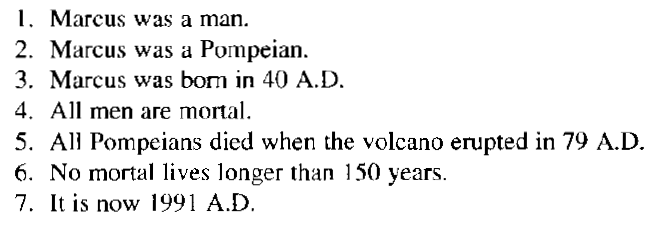 1. Marcus was a man.
2. Marcus was a Pompeian.
3. Marcus was born in 40 A.D.
4. All men are mortal.
5. All Pompeians died when the volcano erupted in 79 A.D.
6. No mortal lives longer than 150 years.
7. It is now 1991 A.D.